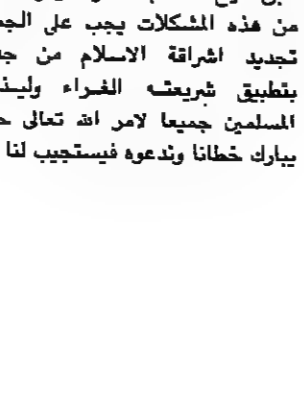 من هذه المشكلات يجب على
تجديد اشراقة الاسلام من
بتطبيق شريعته الغراء
المسلمين جميعا لامر الله تعالى
يبارك خطانا وندعوه فيستجيب لنا